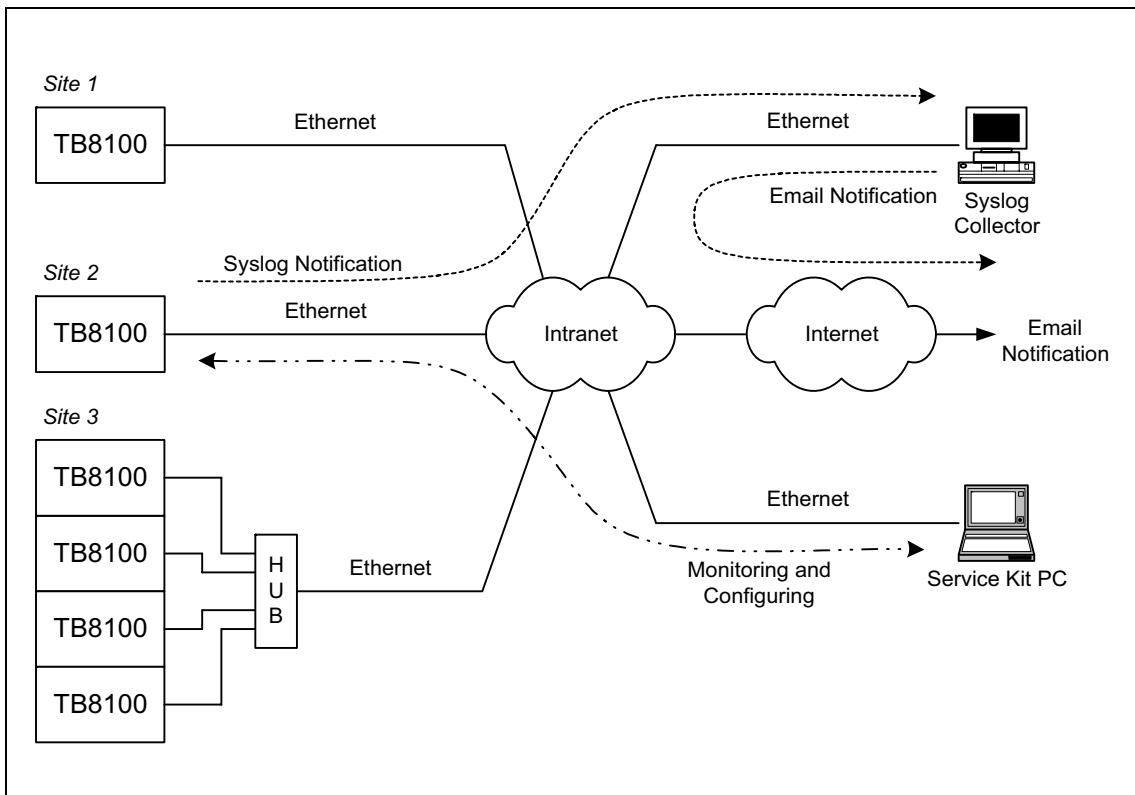 Site 1
TB8100
Ethernet
Ethernet
Email Notification
Syslog
Collector
Site 2
Syslog Notification
TB8100
Ethernet
Intranet
Internet
Email
Notification
Site 3
TB8100
TB8100
TB8100
TB8100
H
U
B
Ethernet
Ethernet
Monitoring and
Configuring
Service Kit PC